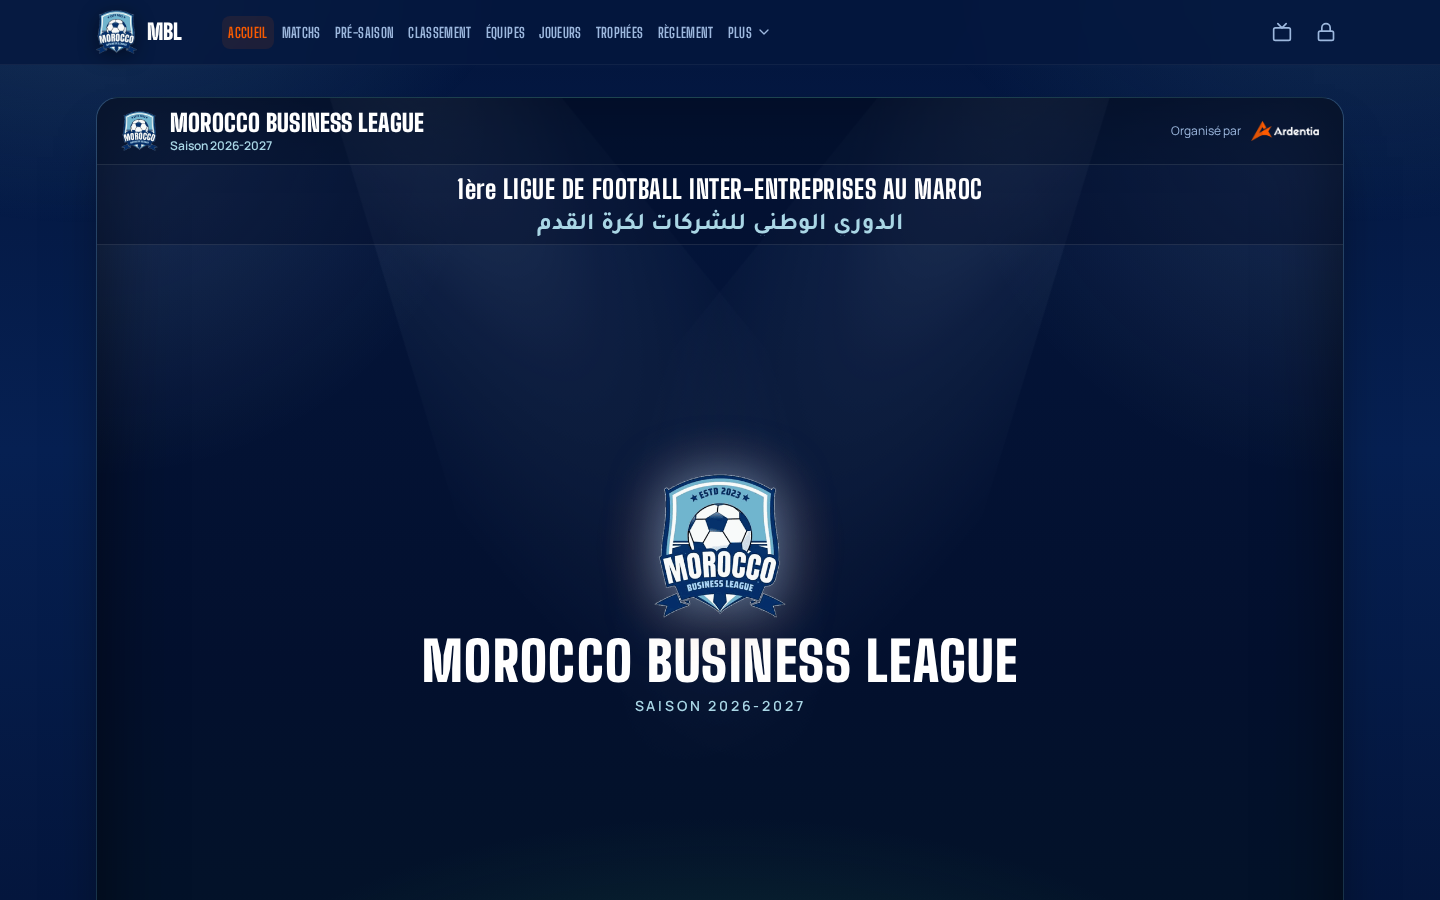 MBL
ACCUEIL MATCHS PRÉ-SAISON CLASSEMENT ÉQUIPES JOUEURS TROPHÉES RÈGLEMENT PLUS
MOROCCO BUSINESS LEAGUE
Saison 2026-2027
Organisé par Ardentia
1ère LIGUE DE FOOTBALL INTER-ENTREPRISES AU MAROC
الدورى الوطنى للشركات لكرة القدم
★ ESTD 2023 ★
MOROCCO
BUSINESS LEAGUE
MOROCCO BUSINESS LEAGUE
SAISON 2026-2027